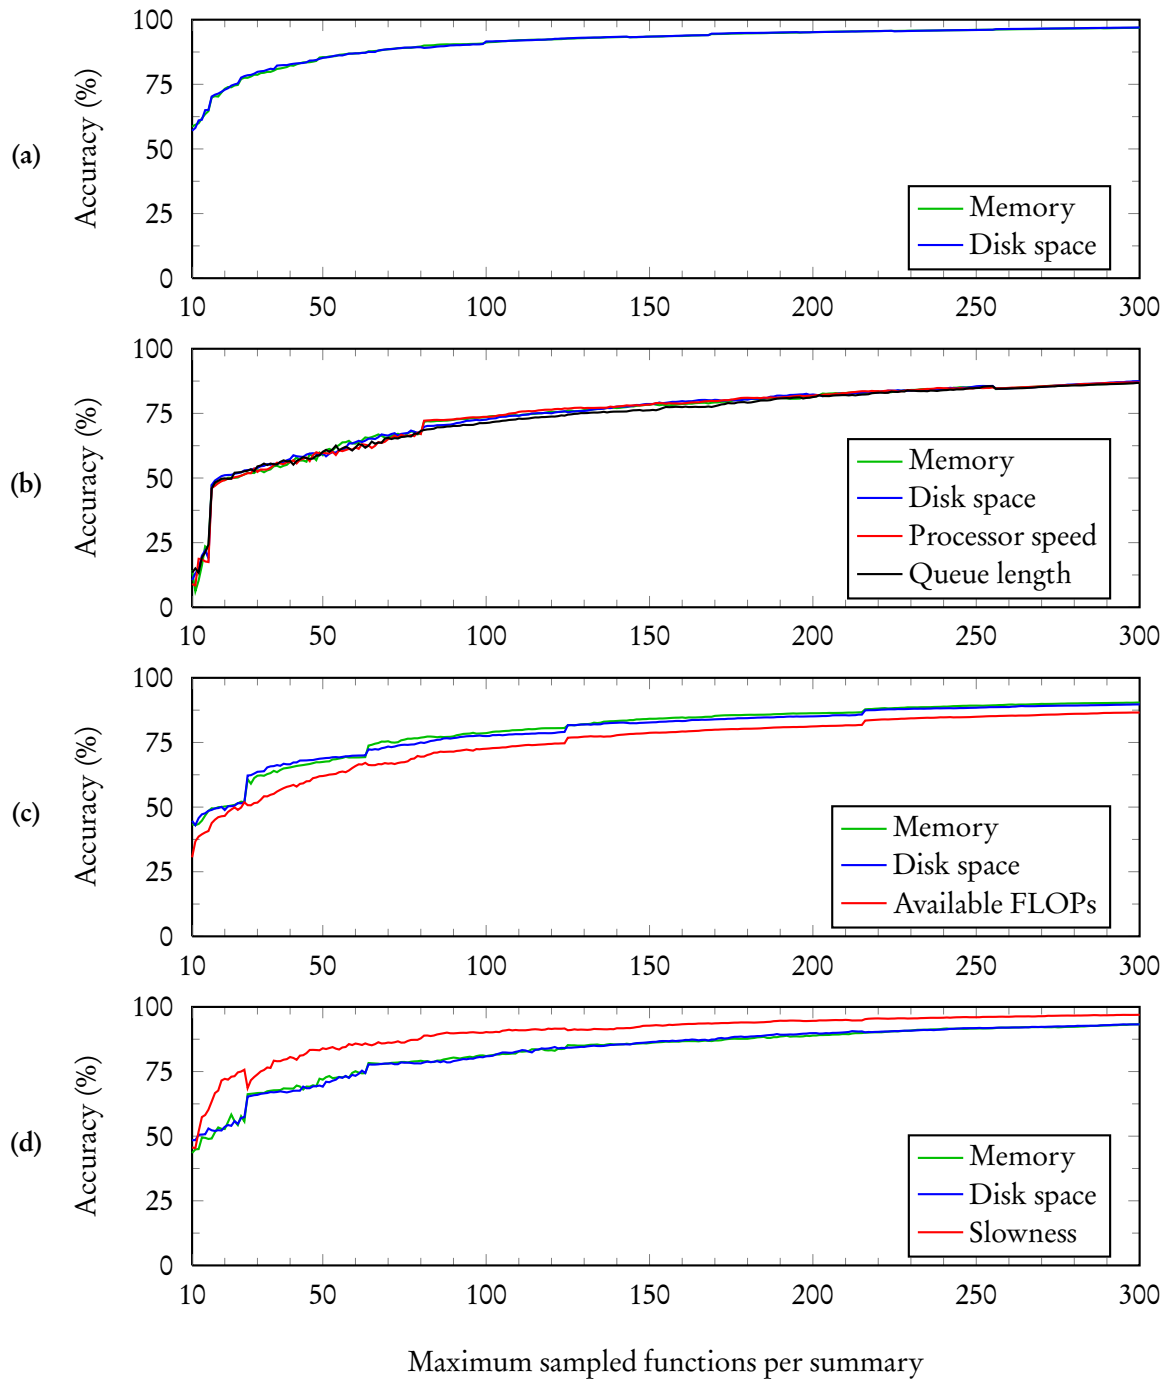 100
75
50
25
0
Accuracy (%)
(a)
Memory
Disk space
10 50 100 150 200 250 300
100
75
50
25
0
Accuracy (%)
(b)
Memory
Disk space
Processor speed
Queue length
10 50 100 150 200 250 300
100
75
50
25
0
Accuracy (%)
(c)
Memory
Disk space
Available FLOPs
10 50 100 150 200 250 300
100
75
50
25
0
Accuracy (%)
(d)
Memory
Disk space
Slowness
10 50 100 150 200 250 300
Maximum sampled functions per summary